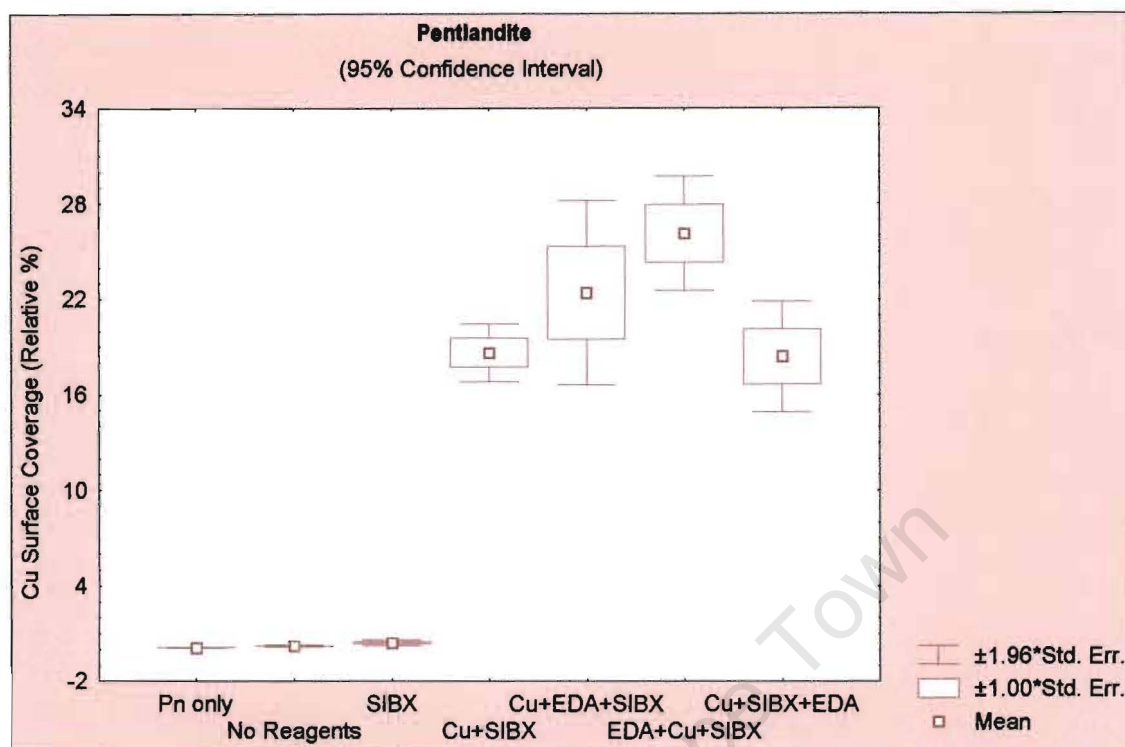 Pentlandite
(95% Confidence Interval)
Cu Surface Coverage (Relative %)
34
28
22
16
10
4
-2
Pn only
No Reagents
SIBX
Cu+SIBX
Cu+EDA+SIBX
EDA+Cu+SIBX
Cu+SIBX+EDA
±1.96*Std. Err.
±1.00*Std. Err.
Mean
Town